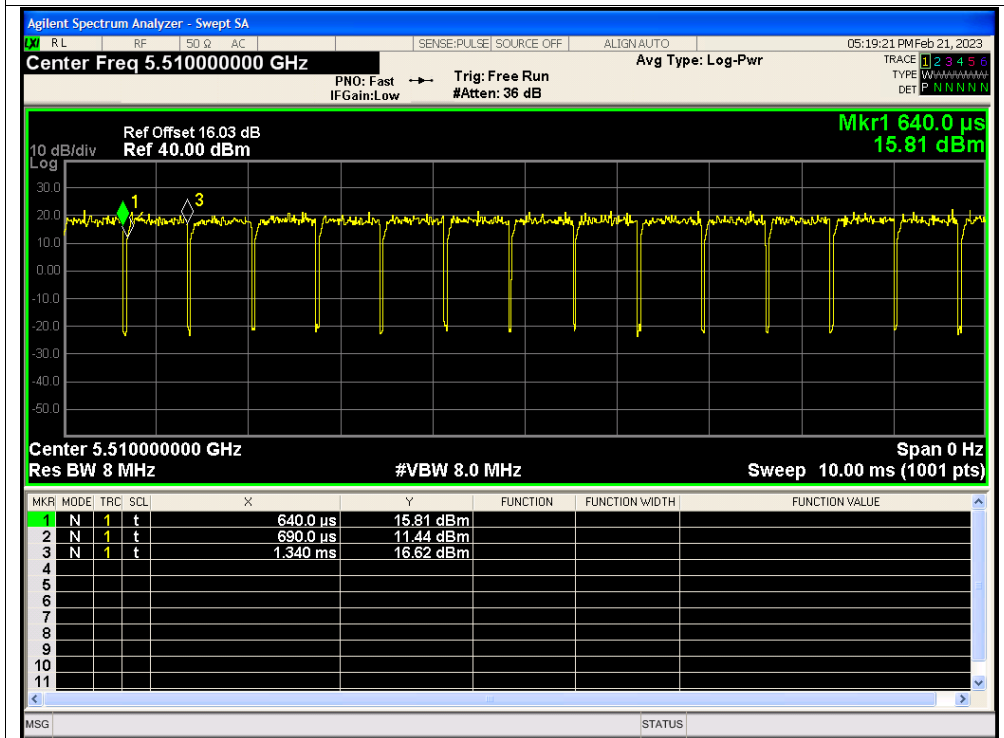 Agilent Spectrum Analyzer - Swept SA
LXI RL RF 50 Ω AC SENSE:PULSE SOURCE OFF ALIGN AUTO 05:19:21 PM Feb 21, 2023
Center Freq 5.510000000 GHz
PNO: Fast
IFGain:Low
Trig: Free Run
#Atten: 36 dB
Avg Type: Log-Pwr
TRACE 1 2 3 4 5 6
TYPE W
DET P N N N N N
Ref Offset 16.03 dB
10 dB/div Ref 40.00 dBm
Log
Mkr1 640.0 µs
15.81 dBm
30.0
20.0
10.0
0.00
-10.0
-20.0
-30.0
-40.0
-50.0
1
3
Center 5.510000000 GHz Span 0 Hz
Res BW 8 MHz #VBW 8.0 MHz Sweep 10.00 ms (1001 pts)
MKR MODE TRC SCL X Y FUNCTION FUNCTION WIDTH FUNCTION VALUE
1 N 1 t 640.0 µs 15.81 dBm
2 N 1 t 690.0 µs 11.44 dBm
3 N 1 t 1.340 ms 16.62 dBm
4
5
6
7
8
9
10
11
MSG STATUS